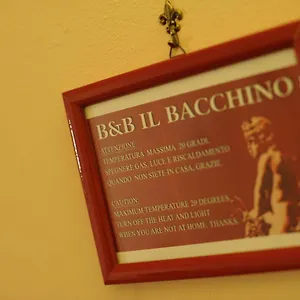 B&B IL BACCHINO
ATTENZIONE
TEMPERATURA MASSIMA 20 GRADI.
SPEGNERE GAS, LUCE E RISCALDAMENTO
QUANDO NON SIETE IN CASA, GRAZIE.
CAUTION
MAXIMUM TEMPERATURE 20 DEGREES,
TURN OFF THE HEAT AND LIGHT
WHEN YOU ARE NOT AT HOME, THANKS